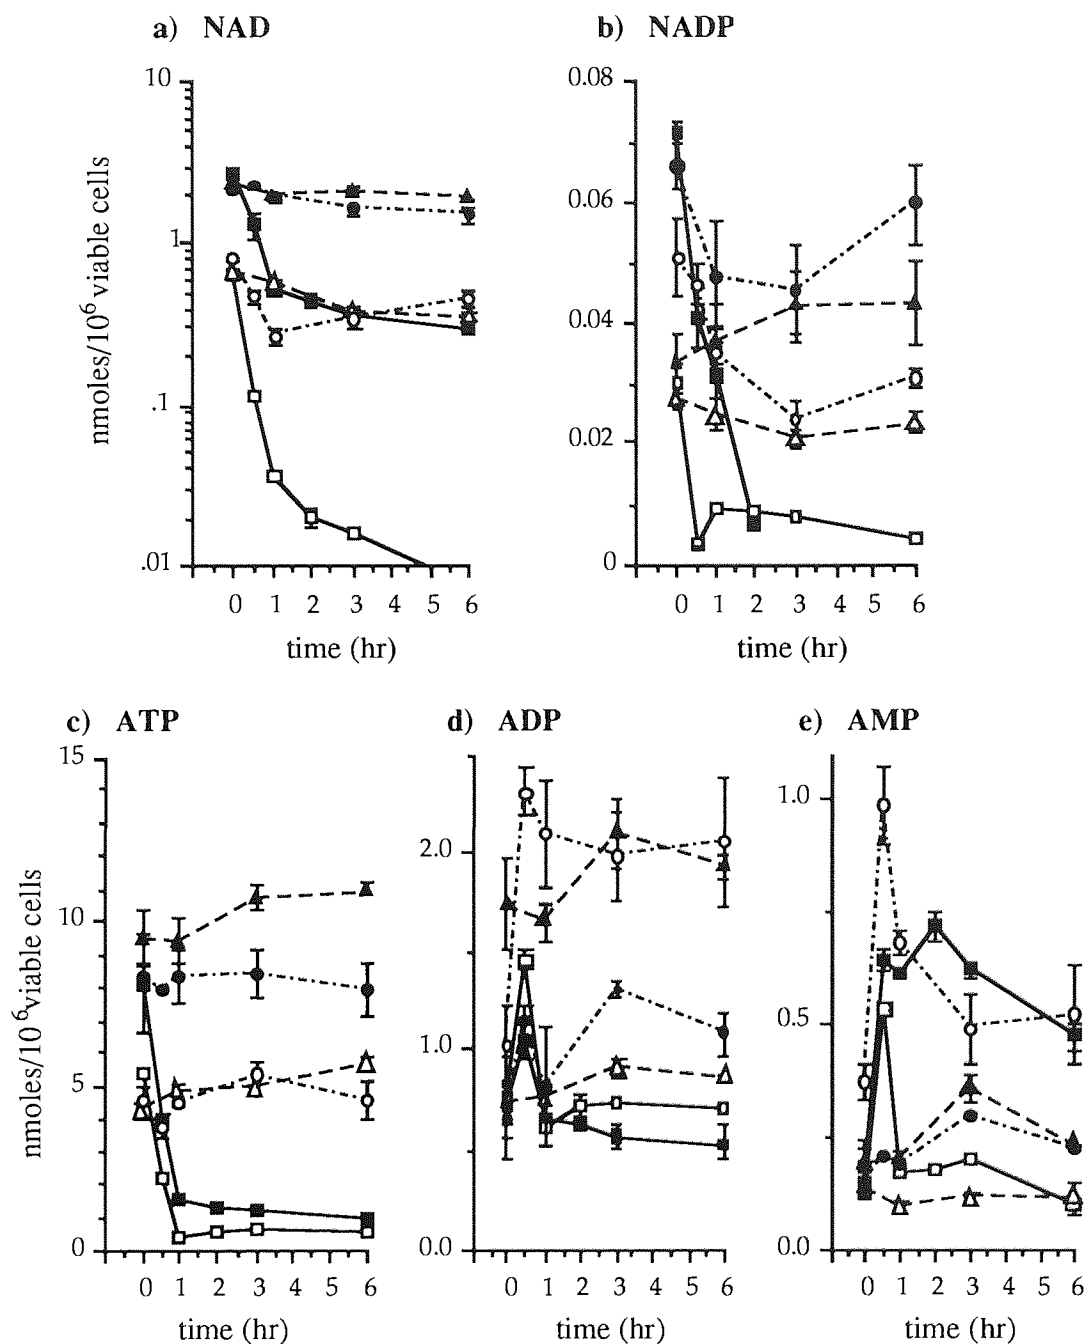 a) NAD
10
1
.1
.01
nmoles/10⁶ viable cells
0 1 2 3 4 5 6
time (hr)
b) NADP
0.08
0.06
0.04
0.02
0
0 1 2 3 4 5 6
time (hr)
c) ATP
15
10
5
0
nmoles/10⁶ viable cells
0 1 2 3 4 5 6
time (hr)
d) ADP
2.0
1.0
0.0
0 1 2 3 4 5 6
time (hr)
e) AMP
1.0
0.5
0.0
0 1 2 3 4 5 6
time (hr)